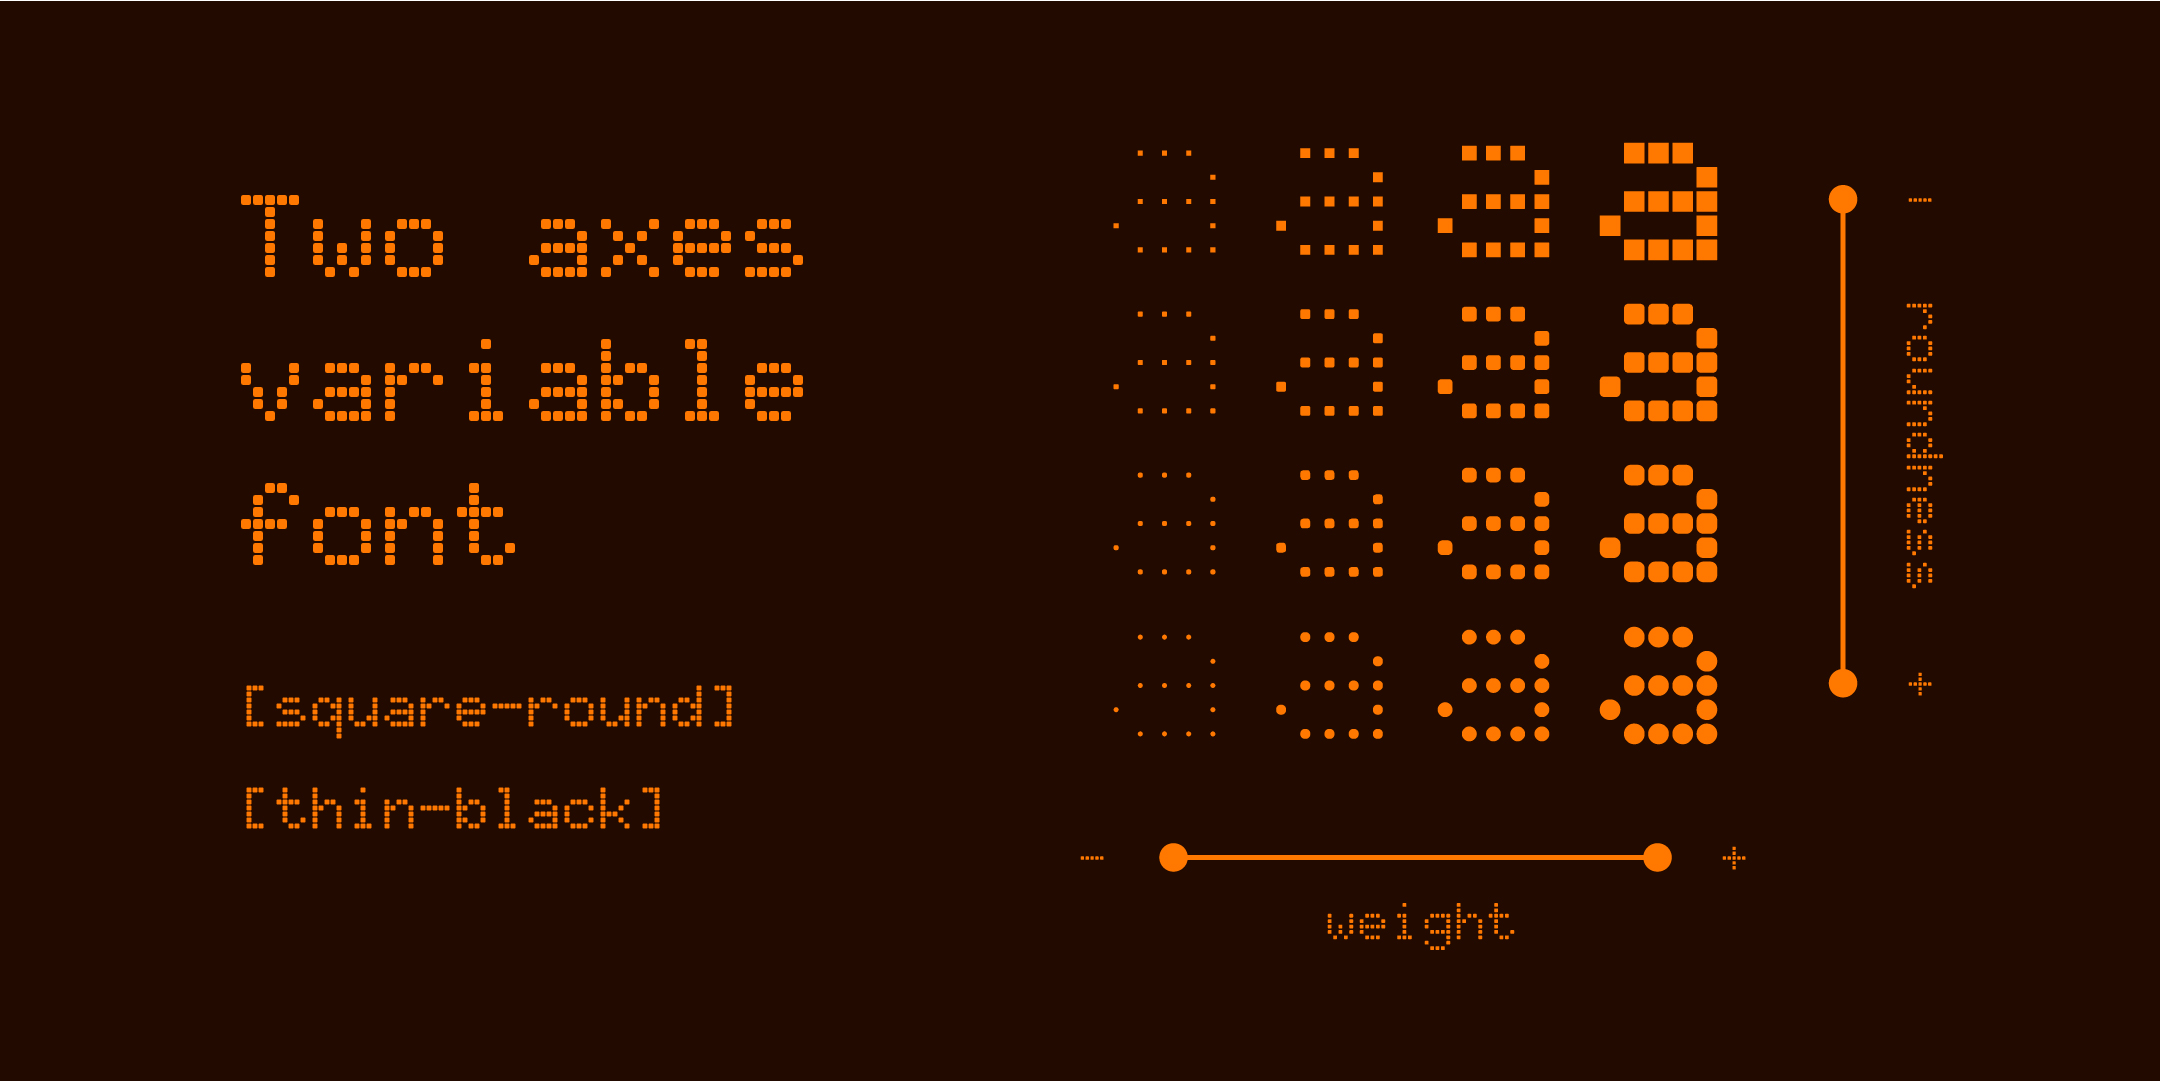 Two axes
variable
font
[square-round]
[thin-black]
a a a a
a a a a
a a a a
a a a a
- roundness +
- +
weight